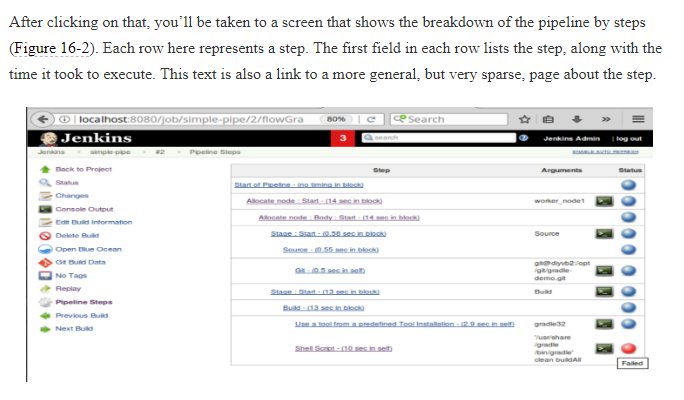 After clicking on that, you'll be taken to a screen that shows the breakdown of the pipeline by steps
(Figure 16-2). Each row here represents a step. The first field in each row lists the step, along with the
time it took to execute. This text is also a link to a more general, but very sparse, page about the step.
localhost:8080/job/simple-pipe/2/flowGra 80% Search
Jenkins 3 search Jenkins Admin | log out
Jenkins simple-pipe #2 Pipeline Steps ENABLE AUTO REFRESH
Back to Project
Status
Changes
Console Output
Edit Build Information
Delete Build
Open Blue Ocean
Git Build Data
No Tags
Replay
Pipeline Steps
Previous Build
Next Build
Step Arguments Status
Start of Pipeline - (no timing in block)
Allocate node : Start - (14 sec in block) worker_node1
Allocate node : Body : Start - (14 sec in block)
Stage : Start - (0.58 sec in block) Source
Source - (0.55 sec in block)
Git - (0.5 sec in self) git@diyvb2:/opt
/git/gradle-
demo.git
Stage : Start - (13 sec in block) Build
Build - (13 sec in block)
Use a tool from a predefined Tool Installation - (2.9 sec in self) gradle32
Shell Script - (10 sec in self) '/usr/share
/gradle
/bin/gradle'
clean buildAll
Failed